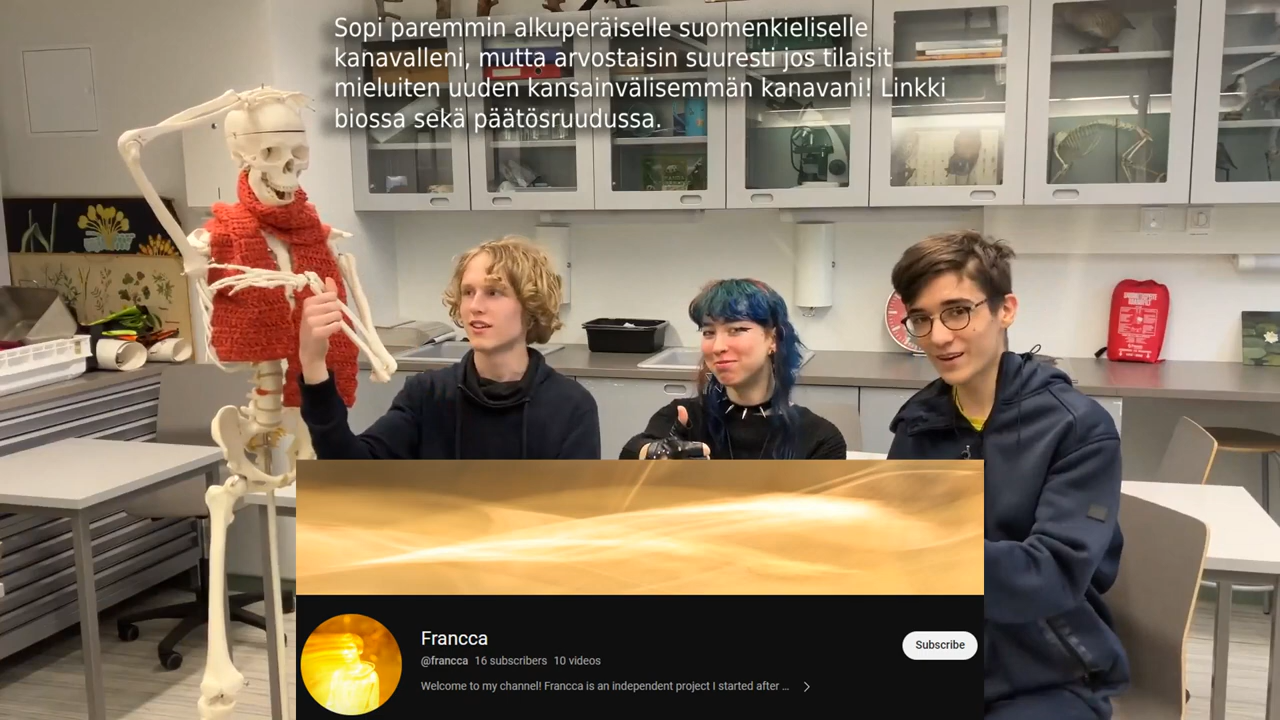 Sopi paremmin alkuperäiselle suomenkieliselle
kanavalleni, mutta arvostaisin suuresti jos tilaisit
mieluiten uuden kansainvälisemmän kanavani! Linkki
biossa sekä päätösruudussa.
Francca
@francca 16 subscribers 10 videos
Subscribe
Welcome to my channel! Francca is an independent project I started after ...